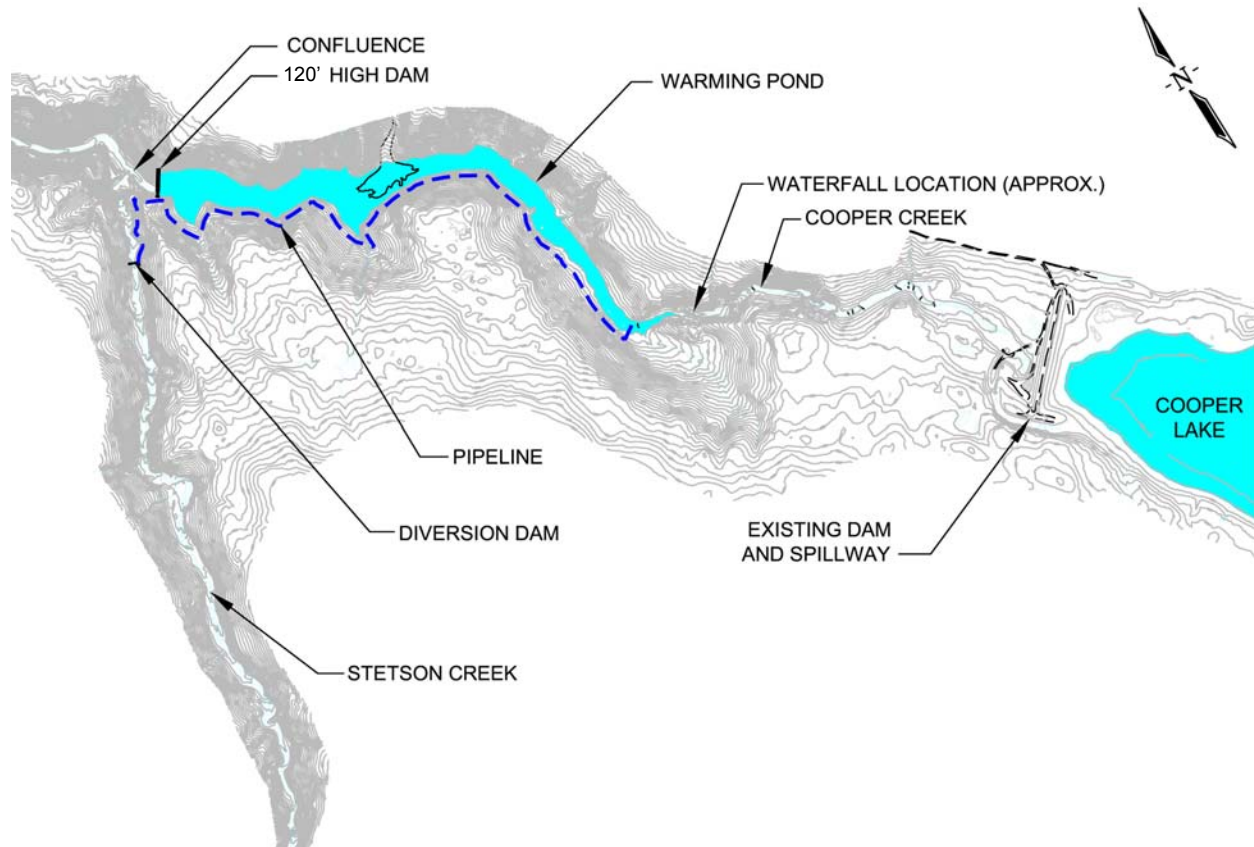 CONFLUENCE
120' HIGH DAM
WARMING POND
N
WATERFALL LOCATION (APPROX.)
COOPER CREEK
COOPER
LAKE
PIPELINE
DIVERSION DAM
EXISTING DAM
AND SPILLWAY
STETSON CREEK